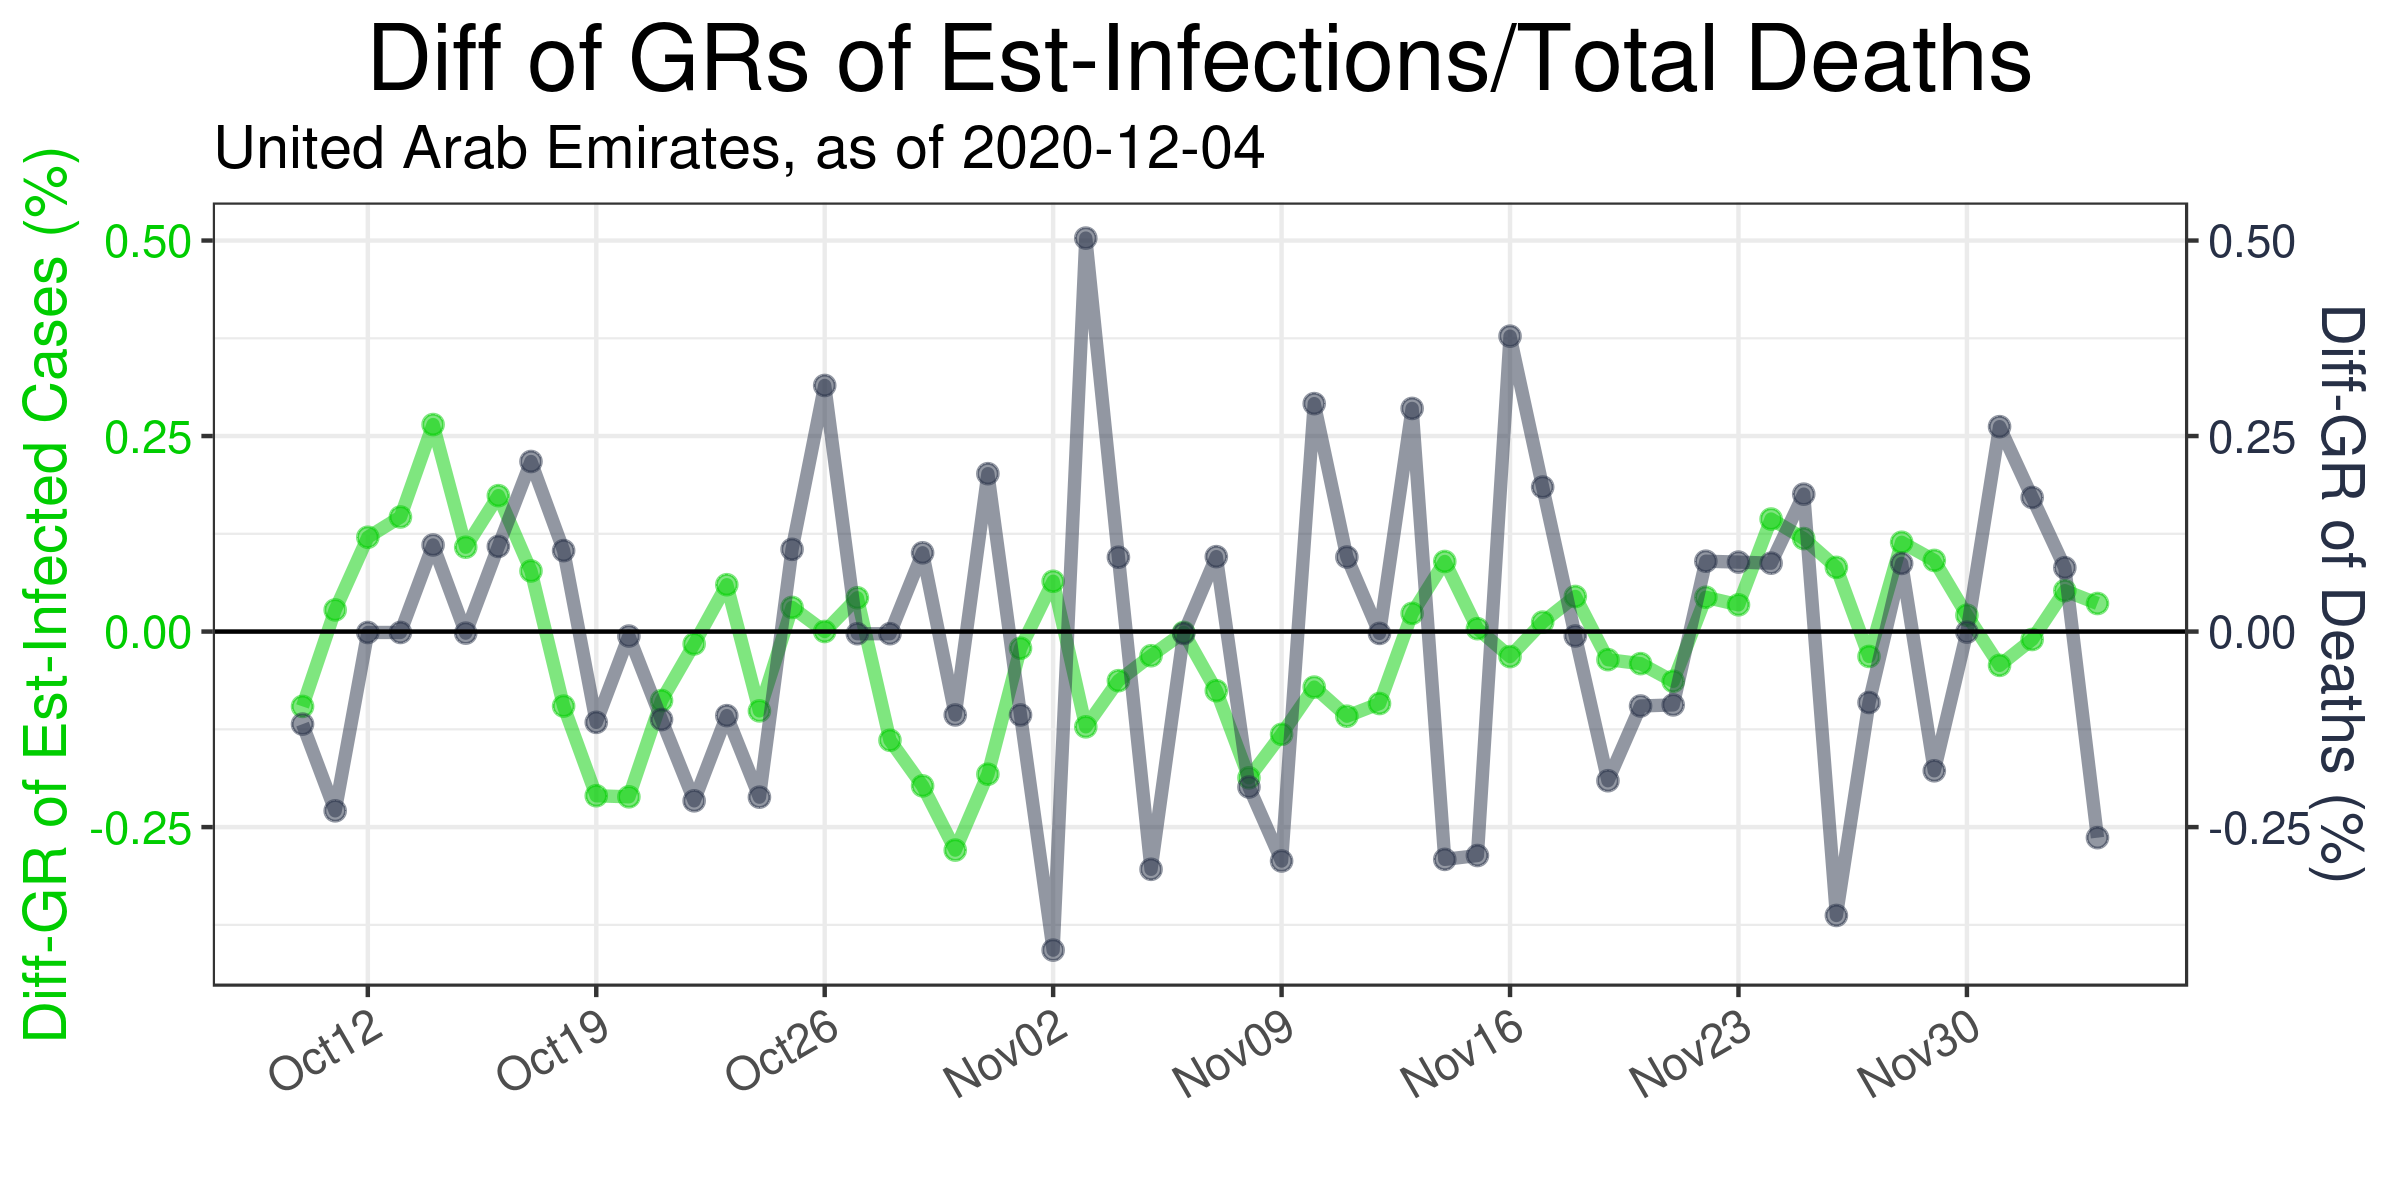 Diff of GRs of Est-Infections/Total Deaths
United Arab Emirates, as of 2020-12-04
Diff-GR of Est-Infected Cases (%)
0.50
0.25
0.00
-0.25
0.50
0.25
0.00
-0.25
Diff-GR of Deaths (%)
Oct12
Oct19
Oct26
Nov02
Nov09
Nov16
Nov23
Nov30